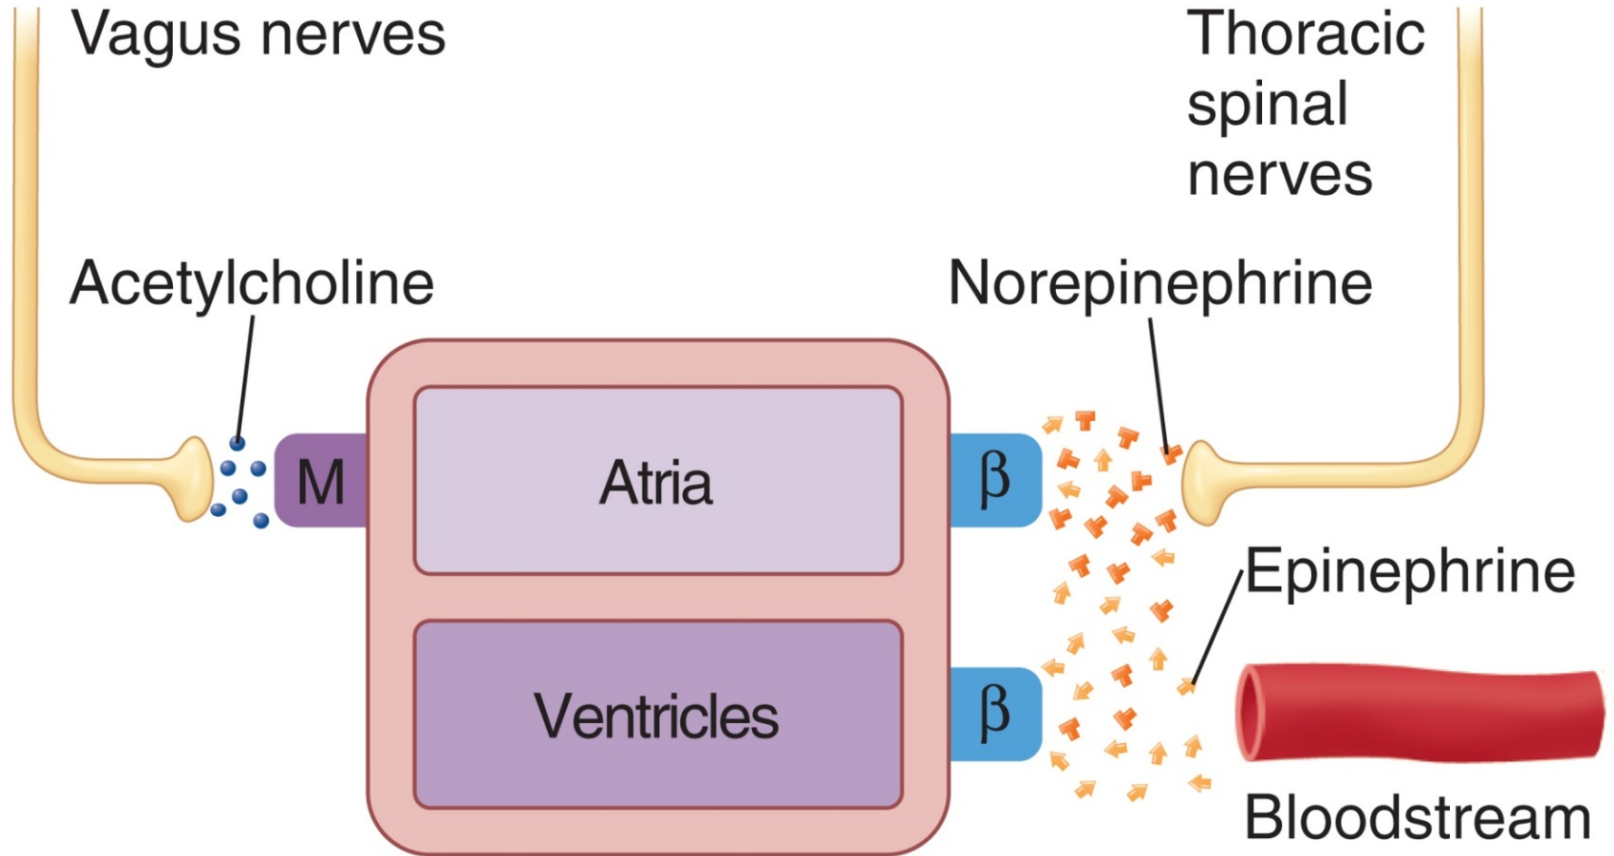 Vagus nerves
Thoracic
spinal
nerves
Acetylcholine
Norepinephrine
M
Atria
β
Epinephrine
Ventricles
β
Bloodstream